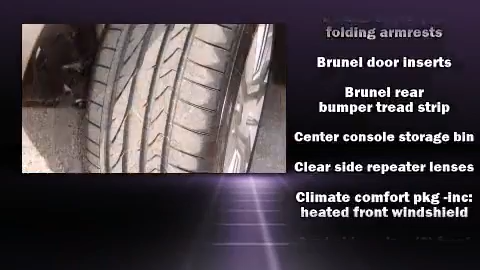 folding armrests
Brunel door inserts
Brunel rear
bumper tread strip
Center console storage bin
Clear side repeater lenses
Climate comfort pkg -inc:
heated front windshield